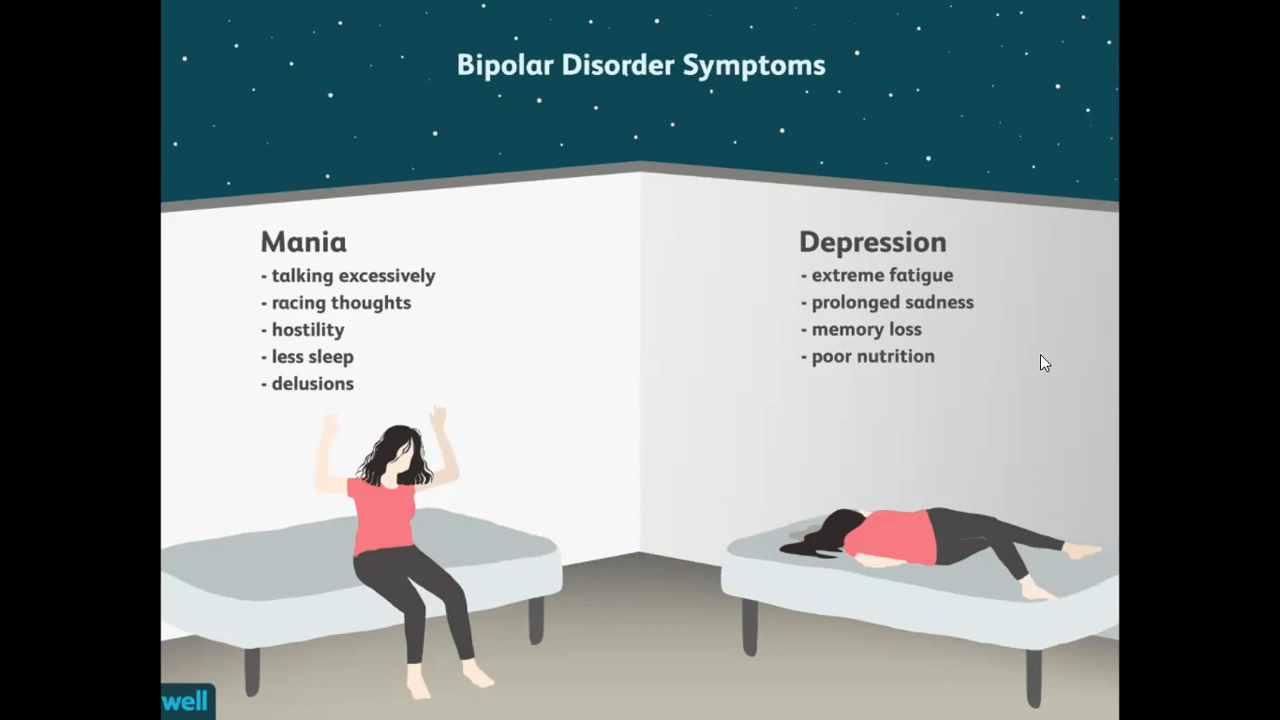 Bipolar Disorder Symptoms
Mania
- talking excessively
- racing thoughts
- hostility
- less sleep
- delusions
Depression
- extreme fatigue
- prolonged sadness
- memory loss
- poor nutrition
well